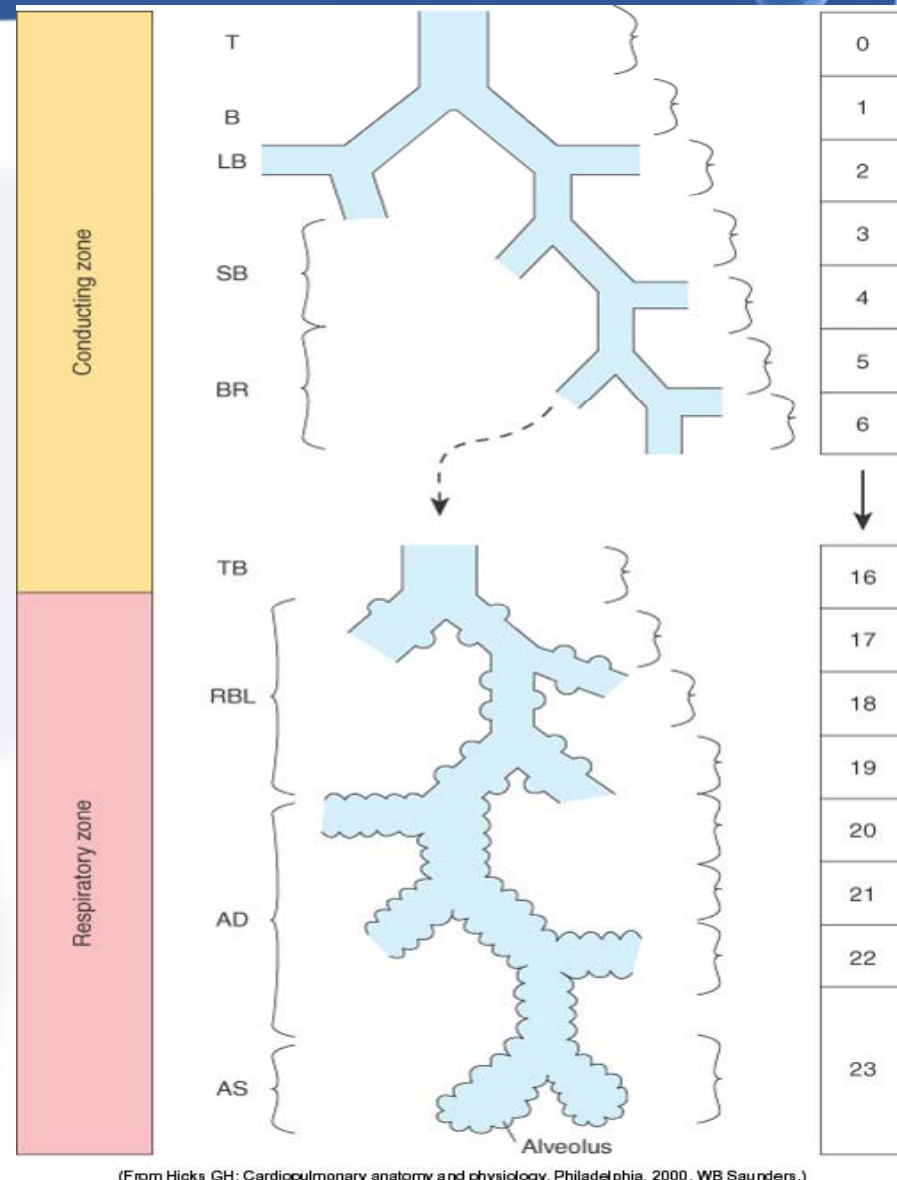 Conducting zone
Respiratory zone
T
B
LB
SB
BR
TB
RBL
AD
AS
Alveolus
0
1
2
3
4
5
6
16
17
18
19
20
21
22
23
(From Hicks GH: Cardiopulmonary anatomy and physiology, Philadelphia, 2000, WB Saunders.)